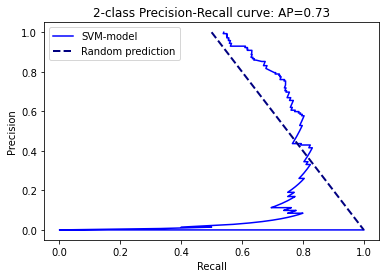 2-class Precision-Recall curve: AP=0.73
SVM-model
Random prediction
Precision
1.0
0.8
0.6
0.4
0.2
0.0
0.0 0.2 0.4 0.6 0.8 1.0
Recall